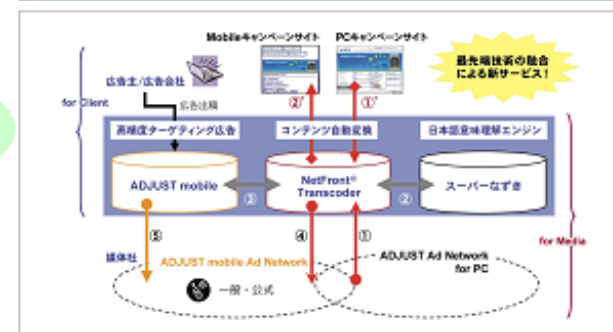 Mobileキャンペーンサイト
PCキャンペーンサイト
最先端技術の融合
による新サービス!
広告主/広告会社
for Client
広告出稿
②'
①'
高精度ターゲティング広告
コンテンツ自動変換
日本語意味理解エンジン
ADJUST mobile
③
NetFront®
Transcoder
②
スーパーなずき
⑤
④
①
for Media
媒体社
ADJUST mobile Ad Network
ADJUST Ad Network
for PC
一般・公式